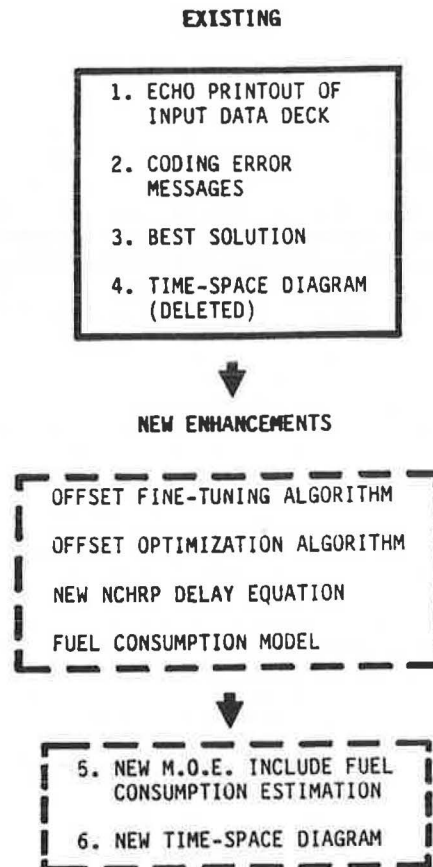 EXISTING
1. ECHO PRINTOUT OF
INPUT DATA DECK
2. CODING ERROR
MESSAGES
3. BEST SOLUTION
4. TIME-SPACE DIAGRAM
(DELETED)
NEW ENHANCEMENTS
OFFSET FINE-TUNING ALGORITHM
OFFSET OPTIMIZATION ALGORITHM
NEW NCHRP DELAY EQUATION
FUEL CONSUMPTION MODEL
5. NEW M.O.E. INCLUDE FUEL
CONSUMPTION ESTIMATION
6. NEW TIME-SPACE DIAGRAM